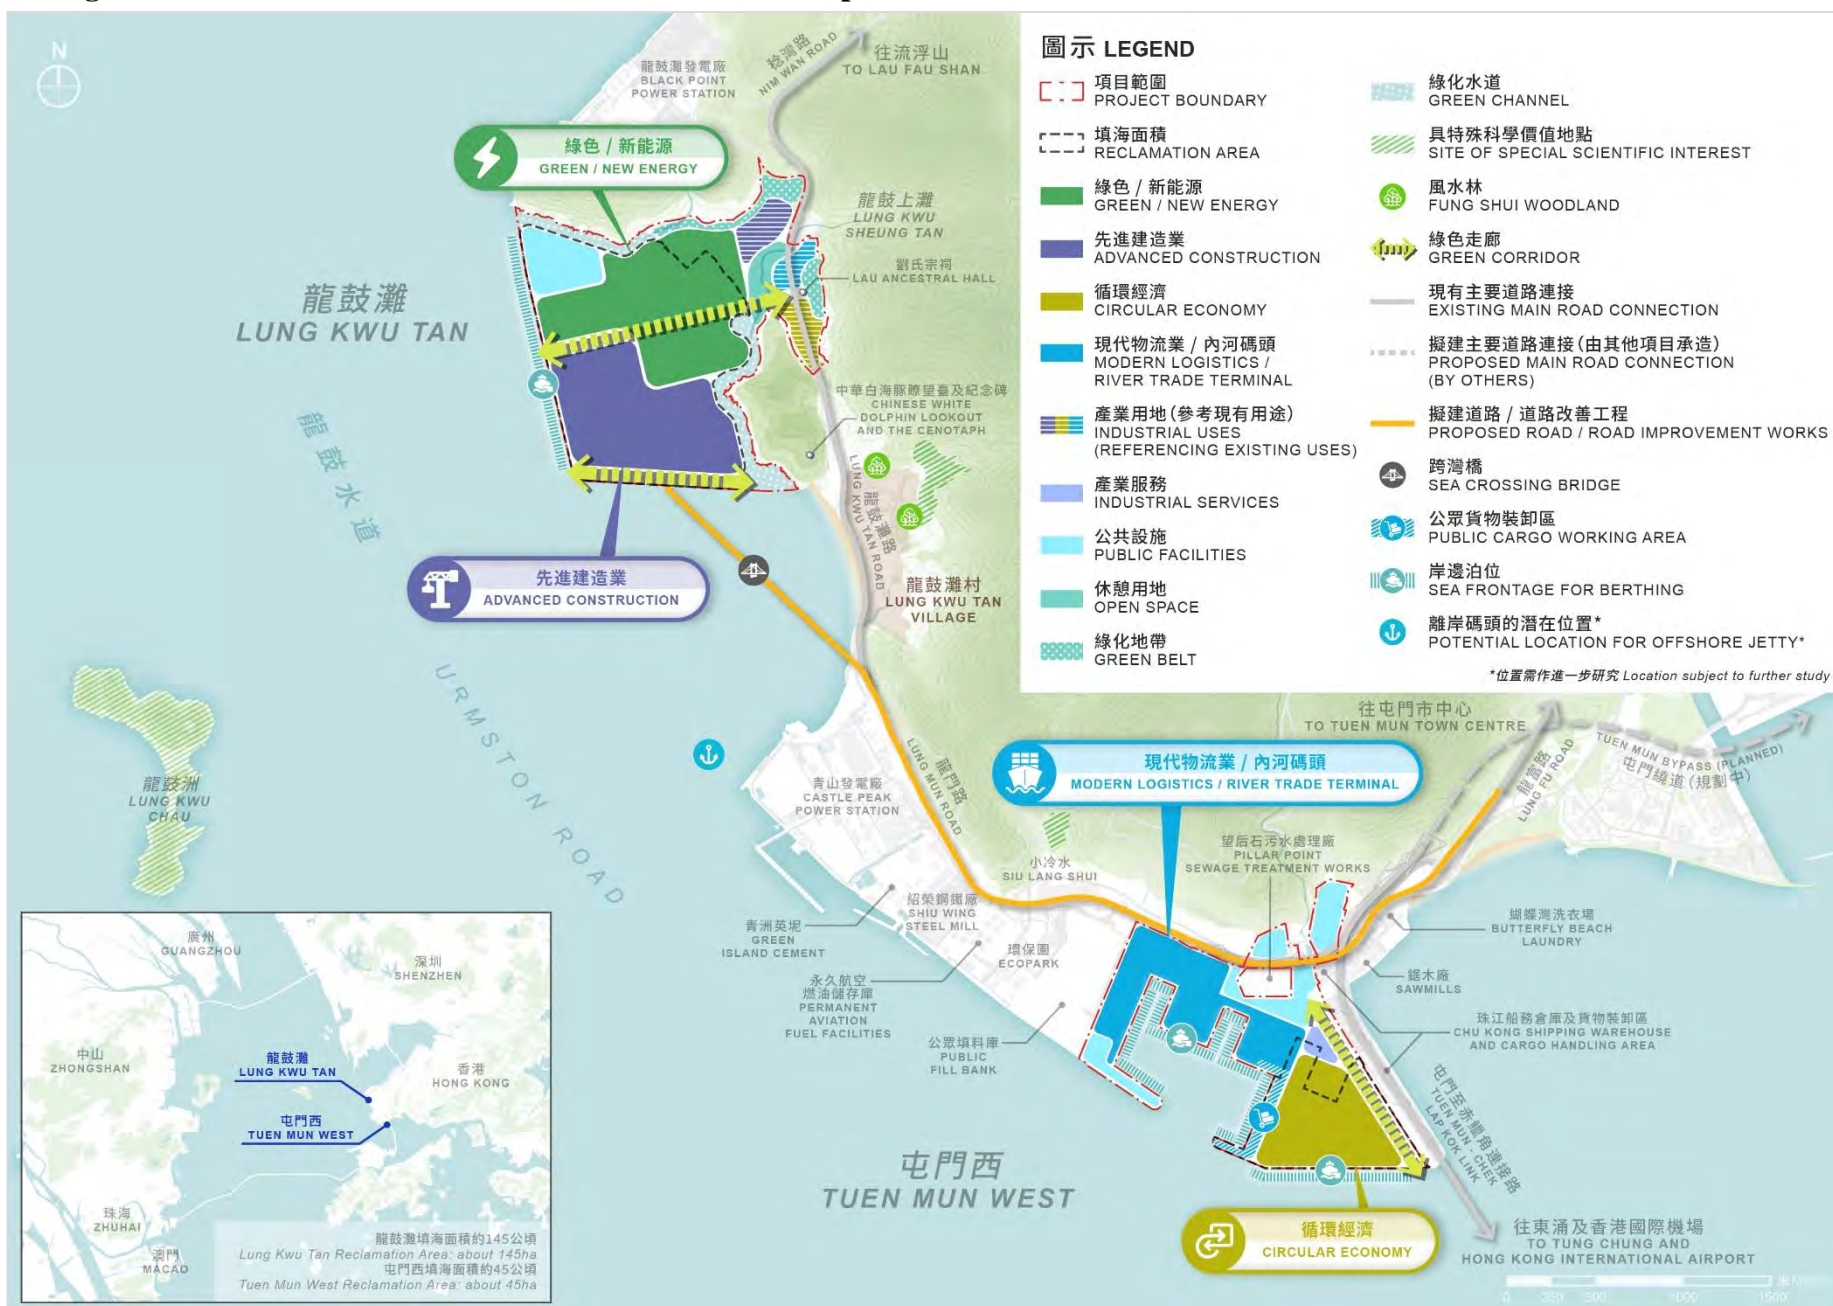 N
龍鼓灘發電廠
BLACK POINT
POWER STATION
稔灣路
NIM WAN ROAD
往流浮山
TO LAU FAU SHAN
綠色 / 新能源
GREEN / NEW ENERGY
龍鼓上灘
LUNG KWU
SHEUNG TAN
劉氏宗祠
LAU ANCESTRAL HALL
龍鼓灘
LUNG KWU TAN
中華白海豚瞭望臺及紀念碑
CHINESE WHITE
DOLPHIN LOOKOUT
AND THE CENOTAPH
龍鼓水道
URMSTON ROAD
龍鼓灘路
LUNG KWU TAN ROAD
先進建造業
ADVANCED CONSTRUCTION
龍鼓灘村
LUNG KWU TAN
VILLAGE
圖示 LEGEND
項目範圍
PROJECT BOUNDARY
填海面積
RECLAMATION AREA
綠色 / 新能源
GREEN / NEW ENERGY
先進建造業
ADVANCED CONSTRUCTION
循環經濟
CIRCULAR ECONOMY
現代物流業 / 內河碼頭
MODERN LOGISTICS /
RIVER TRADE TERMINAL
產業用地(參考現有用途)
INDUSTRIAL USES
(REFERENCING EXISTING USES)
產業服務
INDUSTRIAL SERVICES
公共設施
PUBLIC FACILITIES
休憩用地
OPEN SPACE
綠化地帶
GREEN BELT
綠化水道
GREEN CHANNEL
具特殊科學價值地點
SITE OF SPECIAL SCIENTIFIC INTEREST
風水林
FUNG SHUI WOODLAND
綠色走廊
GREEN CORRIDOR
現有主要道路連接
EXISTING MAIN ROAD CONNECTION
擬建主要道路連接(由其他項目承造)
PROPOSED MAIN ROAD CONNECTION
(BY OTHERS)
擬建道路 / 道路改善工程
PROPOSED ROAD / ROAD IMPROVEMENT WORKS
跨灣橋
SEA CROSSING BRIDGE
公眾貨物裝卸區
PUBLIC CARGO WORKING AREA
岸邊泊位
SEA FRONTAGE FOR BERTHING
離岸碼頭的潛在位置*
POTENTIAL LOCATION FOR OFFSHORE JETTY*
*位置需作進一步研究 Location subject to further study
龍鼓洲
LUNG KWU
CHAU
青山發電廠
CASTLE PEAK
POWER STATION
龍門路
LUNG MUN ROAD
往屯門市中心
TO TUEN MUN TOWN CENTRE
TUEN MUN BYPASS (PLANNED)
屯門繞道(規劃中)
龍富路
LUNG FU ROAD
現代物流業 / 內河碼頭
MODERN LOGISTICS / RIVER TRADE TERMINAL
小冷水
SIU LANG SHUI
望后石污水處理廠
PILLAR POINT
SEWAGE TREATMENT WORKS
青洲英坭
GREEN
ISLAND CEMENT
紹榮鋼鐵廠
SHIU WING
STEEL MILL
環保園
ECOPARK
永久航空
燃油儲存庫
PERMANENT
AVIATION
FUEL FACILITIES
公眾填料庫
PUBLIC
FILL BANK
蝴蝶灣洗衣場
BUTTERFLY BEACH
LAUNDRY
鋸木廠
SAWMILLS
珠江船務倉庫及貨物裝卸區
CHU KONG SHIPPING WAREHOUSE
AND CARGO HANDLING AREA
屯門至赤鱲角連接路
TUEN MUN - CHEK
LAP KOK LINK
屯門西
TUEN MUN WEST
循環經濟
CIRCULAR ECONOMY
往東涌及香港國際機場
TO TUNG CHUNG AND
HONG KONG INTERNATIONAL AIRPORT
0 250 500 1000 1500
廣州
GUANGZHOU
深圳
SHENZHEN
中山
ZHONGSHAN
龍鼓灘
LUNG KWU TAN
香港
HONG KONG
屯門西
TUEN MUN WEST
珠海
ZHUHAI
澳門
MACAO
龍鼓灘填海面積約145公頃
Lung Kwu Tan Reclamation Area: about 145ha
屯門西填海面積約45公頃
Tuen Mun West Reclamation Area: about 45ha